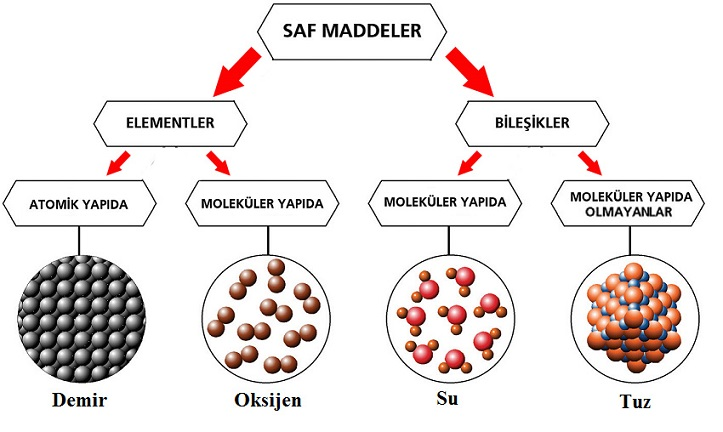 SAF MADDELER
ELEMENTLER
BİLEŞİKLER
ATOMİK YAPIDA
MOLEKÜLER YAPIDA
MOLEKÜLER YAPIDA
MOLEKÜLER YAPIDA
OLMAYANLAR
Demir
Oksijen
Su
Tuz